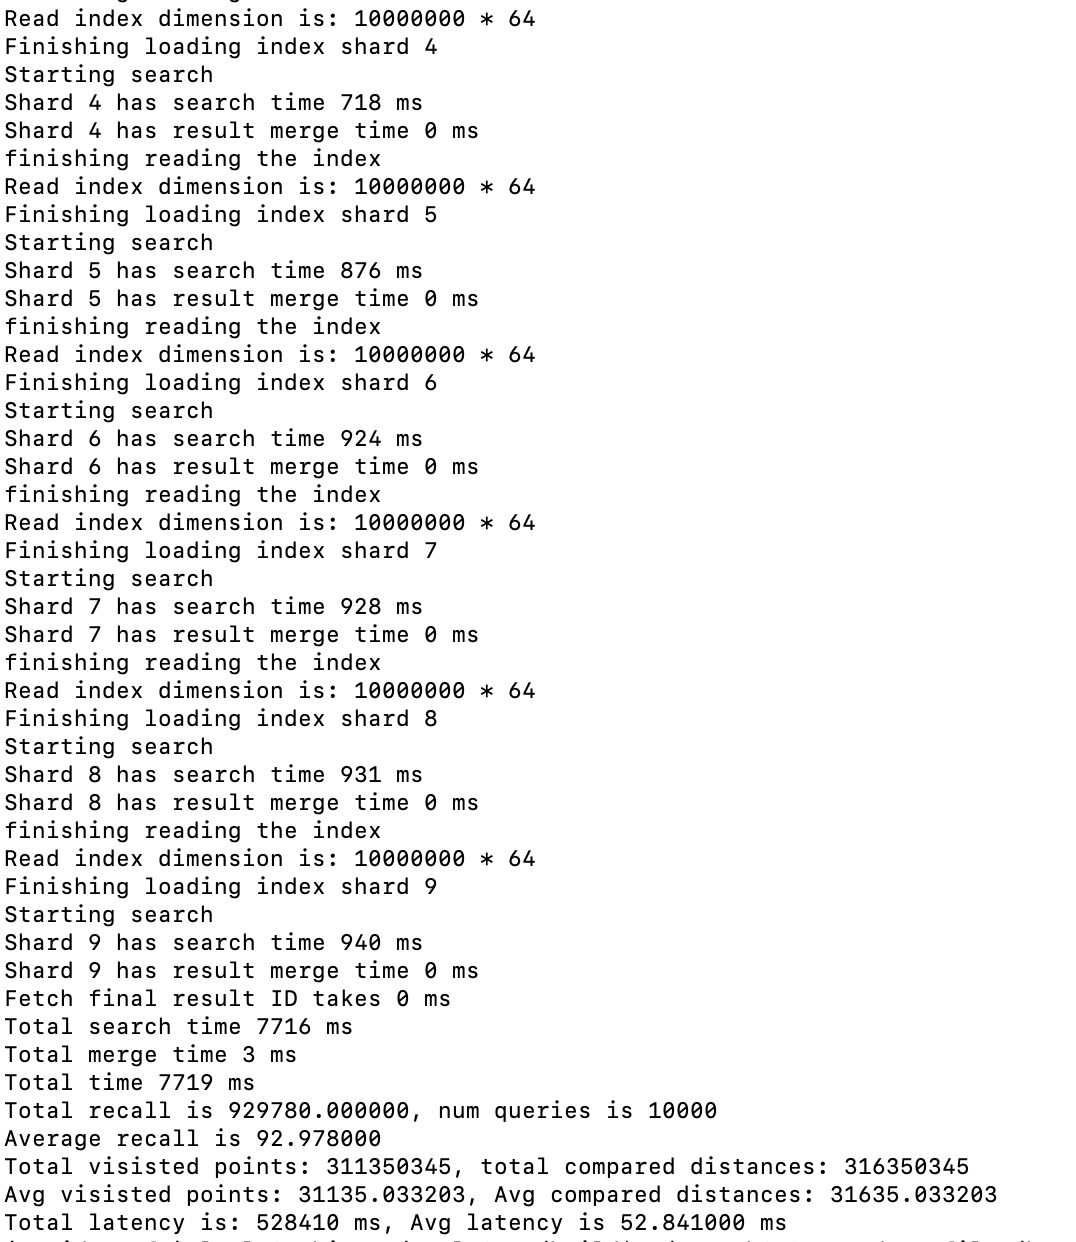 Read index dimension is: 10000000 * 64
Finishing loading index shard 4
Starting search
Shard 4 has search time 718 ms
Shard 4 has result merge time 0 ms
finishing reading the index
Read index dimension is: 10000000 * 64
Finishing loading index shard 5
Starting search
Shard 5 has search time 876 ms
Shard 5 has result merge time 0 ms
finishing reading the index
Read index dimension is: 10000000 * 64
Finishing loading index shard 6
Starting search
Shard 6 has search time 924 ms
Shard 6 has result merge time 0 ms
finishing reading the index
Read index dimension is: 10000000 * 64
Finishing loading index shard 7
Starting search
Shard 7 has search time 928 ms
Shard 7 has result merge time 0 ms
finishing reading the index
Read index dimension is: 10000000 * 64
Finishing loading index shard 8
Starting search
Shard 8 has search time 931 ms
Shard 8 has result merge time 0 ms
finishing reading the index
Read index dimension is: 10000000 * 64
Finishing loading index shard 9
Starting search
Shard 9 has search time 940 ms
Shard 9 has result merge time 0 ms
Fetch final result ID takes 0 ms
Total search time 7716 ms
Total merge time 3 ms
Total time 7719 ms
Total recall is 929780.000000, num queries is 10000
Average recall is 92.978000
Total visisted points: 311350345, total compared distances: 316350345
Avg visisted points: 31135.033203, Avg compared distances: 31635.033203
Total latency is: 528410 ms, Avg latency is 52.841000 ms